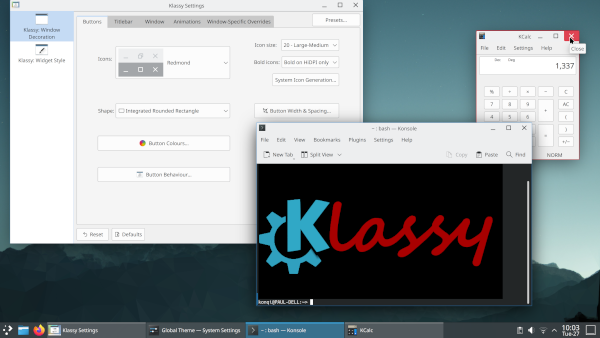 Klassy Settings
Klassy: Window
Decoration
Klassy: Widget Style
Buttons
Titlebar
Window
Animations
Window-Specific Overrides
Presets...
Icons:
Redmond
Icon size:
20 - Large-Medium
Bold icons:
Bold on HiDPI only
System Icon Generation...
Shape:
Integrated Rounded Rectangle
Button Width & Spacing...
Button Colours...
Button Behaviour...
Reset
Defaults
KCalc
File Edit Settings Help
Close
Dec
Deg
1,337
% ÷ × - C
7 8 9 AC
4 5 6 (
)
+/-
NORM
~ : bash — Konsole
File Edit View Bookmarks Plugins Settings Help
New Tab
Split View
Copy
Paste
Find
Klassy
konqi@PAUL-DELL:~>
Klassy Settings
Global Theme — System Settings
~ : bash — Konsole
KCalc
10:03
Tue-27